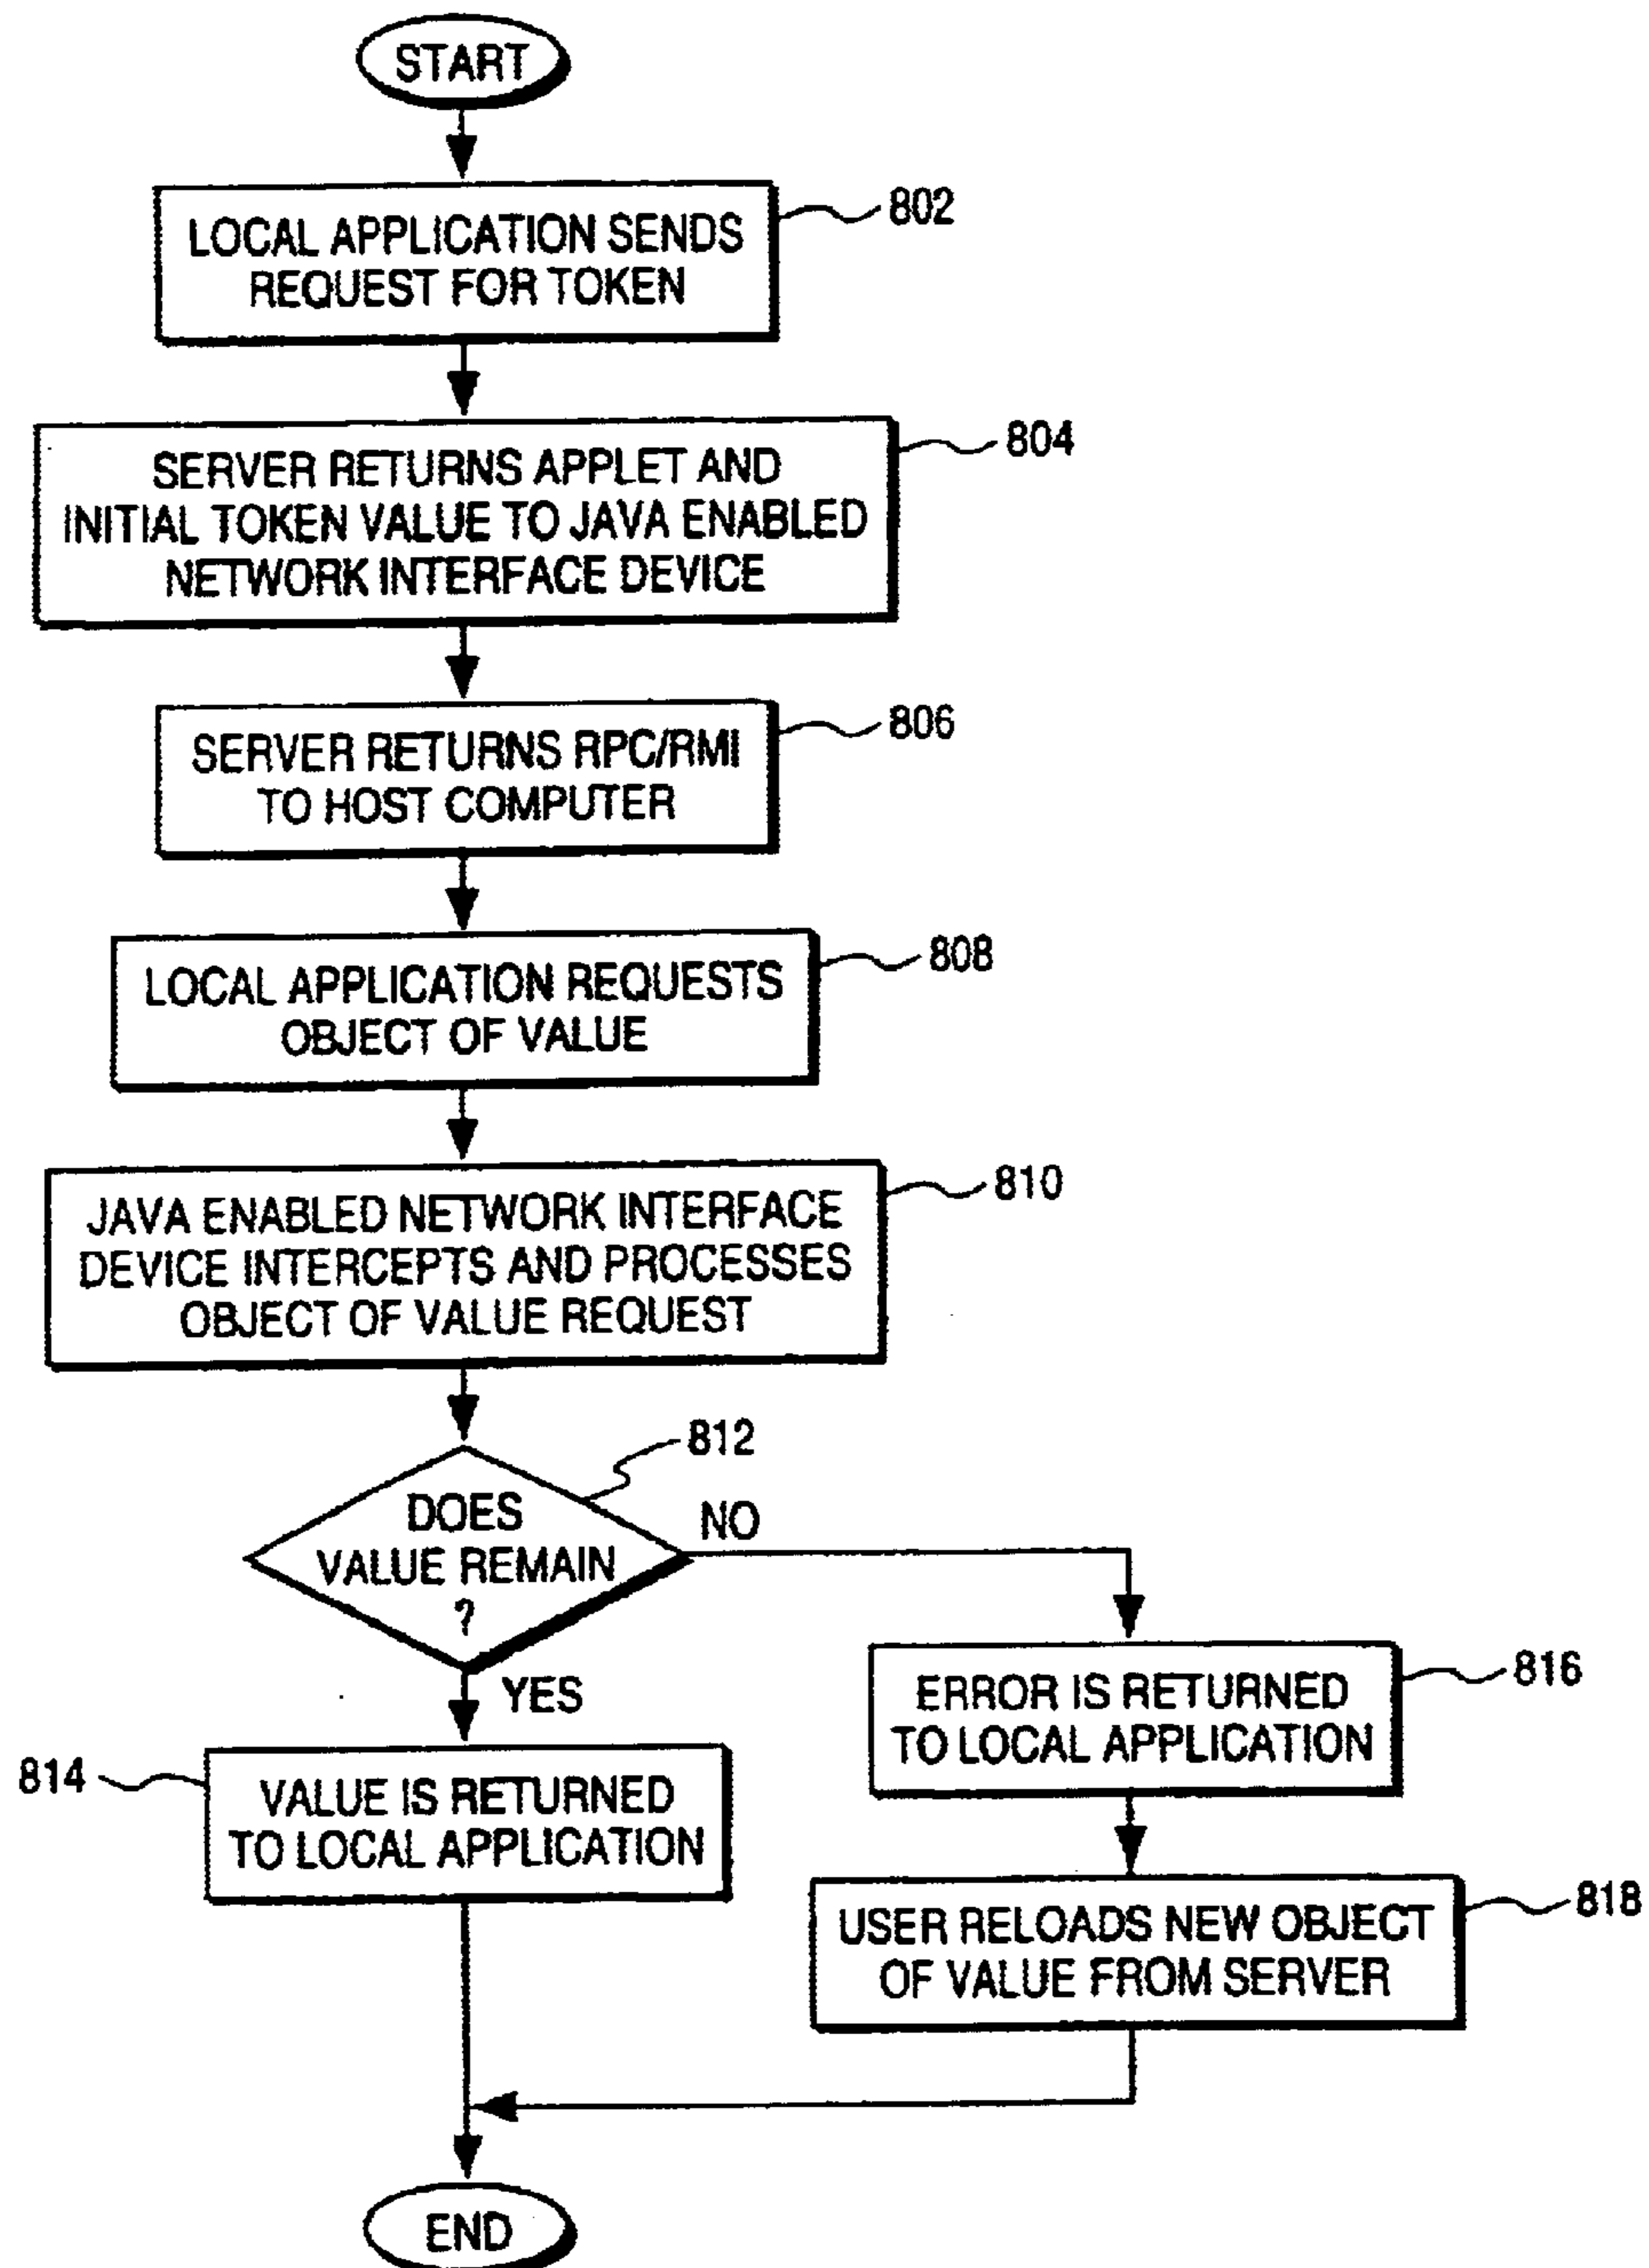 START
802
LOCAL APPLICATION SENDS
REQUEST FOR TOKEN
804
SERVER RETURNS APPLET AND
INITIAL TOKEN VALUE TO JAVA ENABLED
NETWORK INTERFACE DEVICE
806
SERVER RETURNS RPC/RMI
TO HOST COMPUTER
808
LOCAL APPLICATION REQUESTS
OBJECT OF VALUE
810
JAVA ENABLED NETWORK INTERFACE
DEVICE INTERCEPTS AND PROCESSES
OBJECT OF VALUE REQUEST
812
DOES
VALUE REMAIN
?
NO
YES
816
ERROR IS RETURNED
TO LOCAL APPLICATION
814
VALUE IS RETURNED
TO LOCAL APPLICATION
818
USER RELOADS NEW OBJECT
OF VALUE FROM SERVER
END